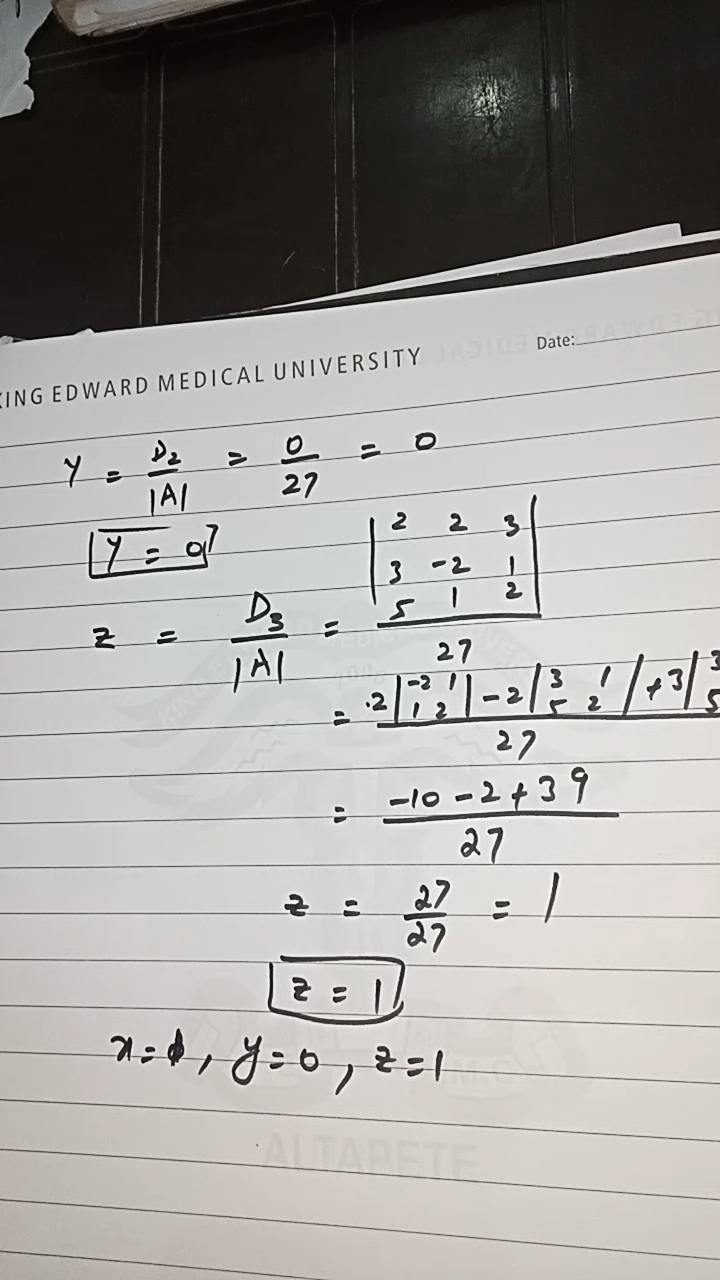 KING EDWARD MEDICAL UNIVERSITY
Date:
Y = D₂/|A| = 0/27 = 0
Y = 0
z = D₃/|A| = |2 2 3
3 -2 1
5 1 2| / 27
= 2|-2 1 1 2| - 2|3 1 5 2| + 3|3 5 / 27
= -10 - 2 + 39 / 27
z = 27/27 = 1
z = 1
x = 1, y = 0, z = 1
ALTAPETE